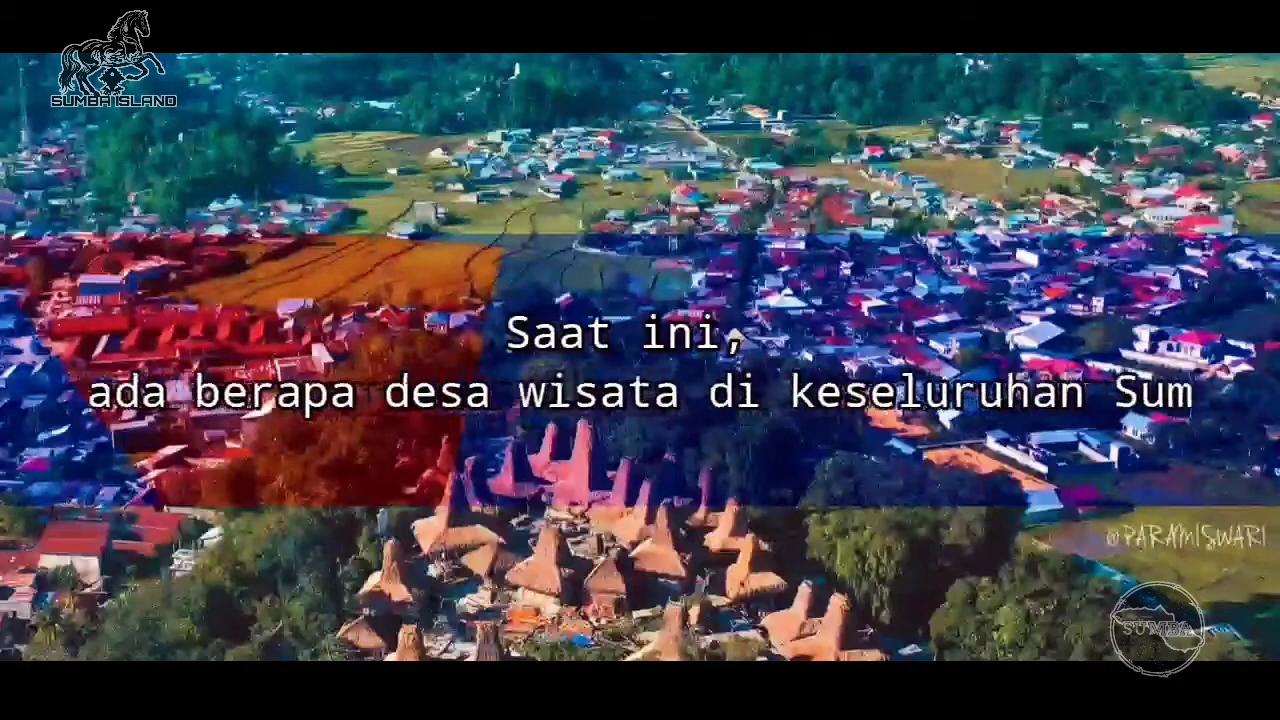 SUMBA ISLAND
Saat ini,
ada berapa desa wisata di keseluruhan Sum
@PARAMISWARI
SUMBA